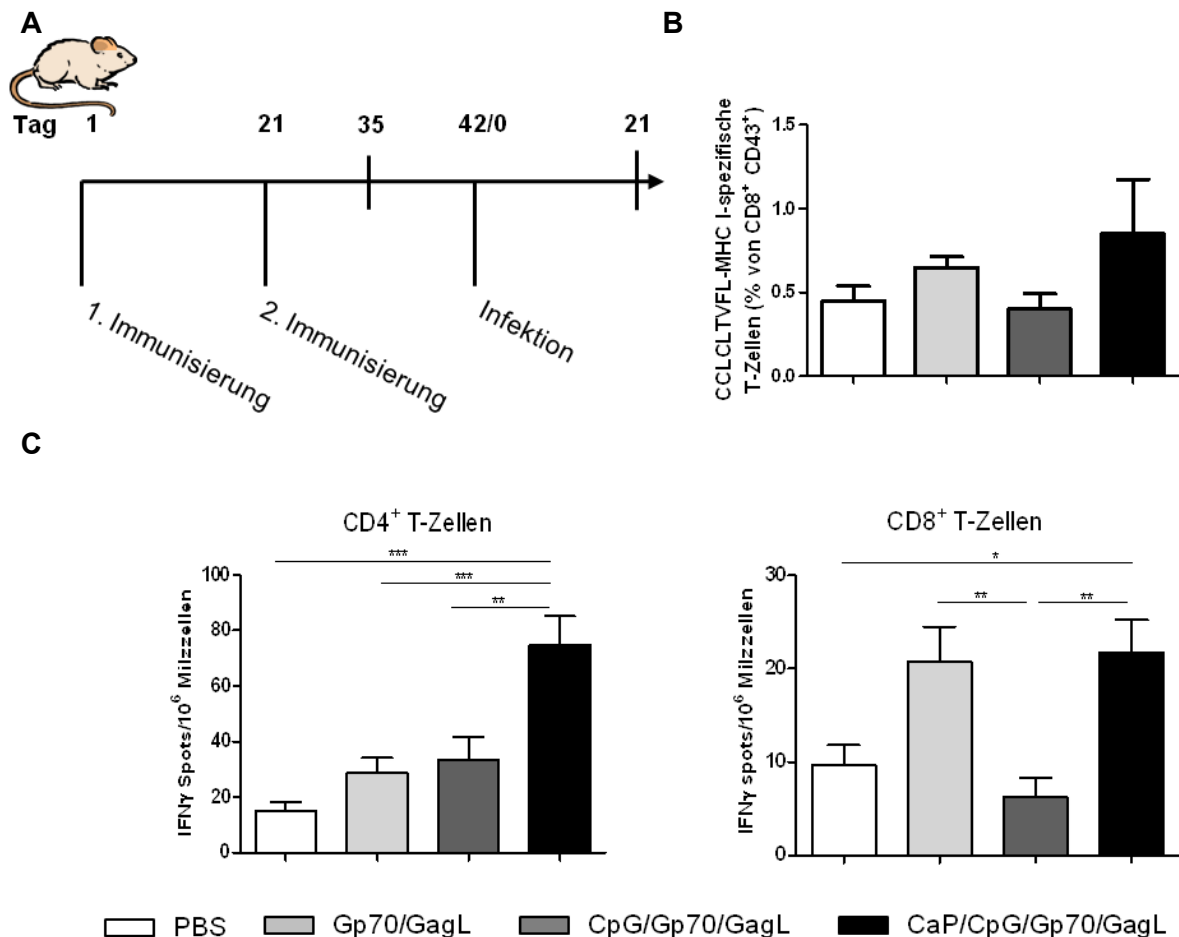 A
B
Tag 1 21 35 42/0 21
1. Immunisierung
2. Immunisierung
Infektion
CCLCLTVFL-MHC I-spezifische
T-Zellen (% von CD8⁺ CD43⁺)
1.5
1.0
0.5
0.0
C
CD4⁺ T-Zellen
***
***
**
IFNγ Spots/10⁶ Milzzellen
100
80
60
40
20
0
CD8⁺ T-Zellen
*
** **
IFNγ spots/10⁶ Milzzellen
30
20
10
0
PBS Gp70/GagL CpG/Gp70/GagL CaP/CpG/Gp70/GagL